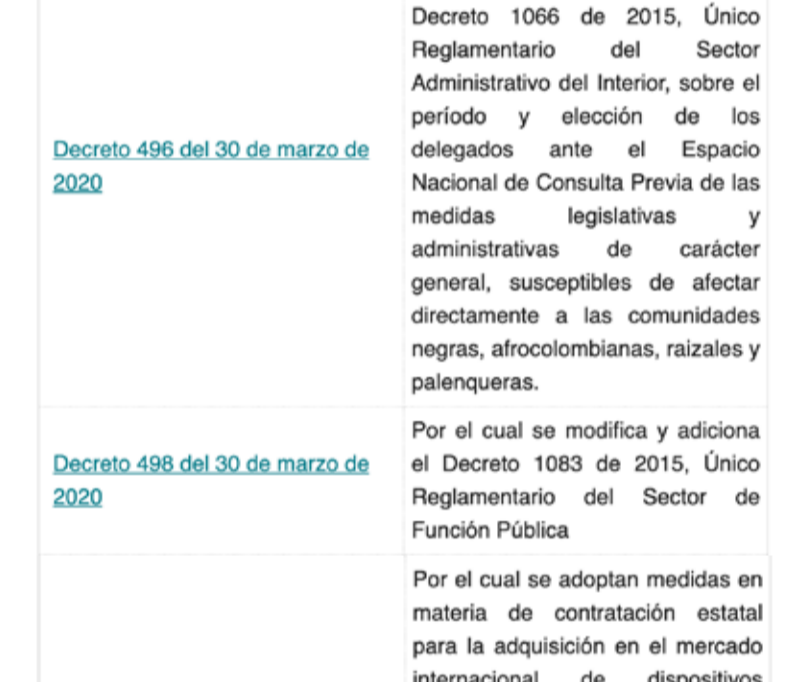 Decreto 1066 de 2015, Único
Reglamentario del Sector
Administrativo del Interior, sobre el
período y elección de los
Decreto 496 del 30 de marzo de
2020
delegados ante el Espacio
Nacional de Consulta Previa de las
medidas legislativas y
administrativas de carácter
general, susceptibles de afectar
directamente a las comunidades
negras, afrocolombianas, raizales y
palenqueras.
Decreto 498 del 30 de marzo de
2020
Por el cual se modifica y adiciona
el Decreto 1083 de 2015, Único
Reglamentario del Sector de
Función Pública
Por el cual se adoptan medidas en
materia de contratación estatal
para la adquisición en el mercado
internacional de dispositivos